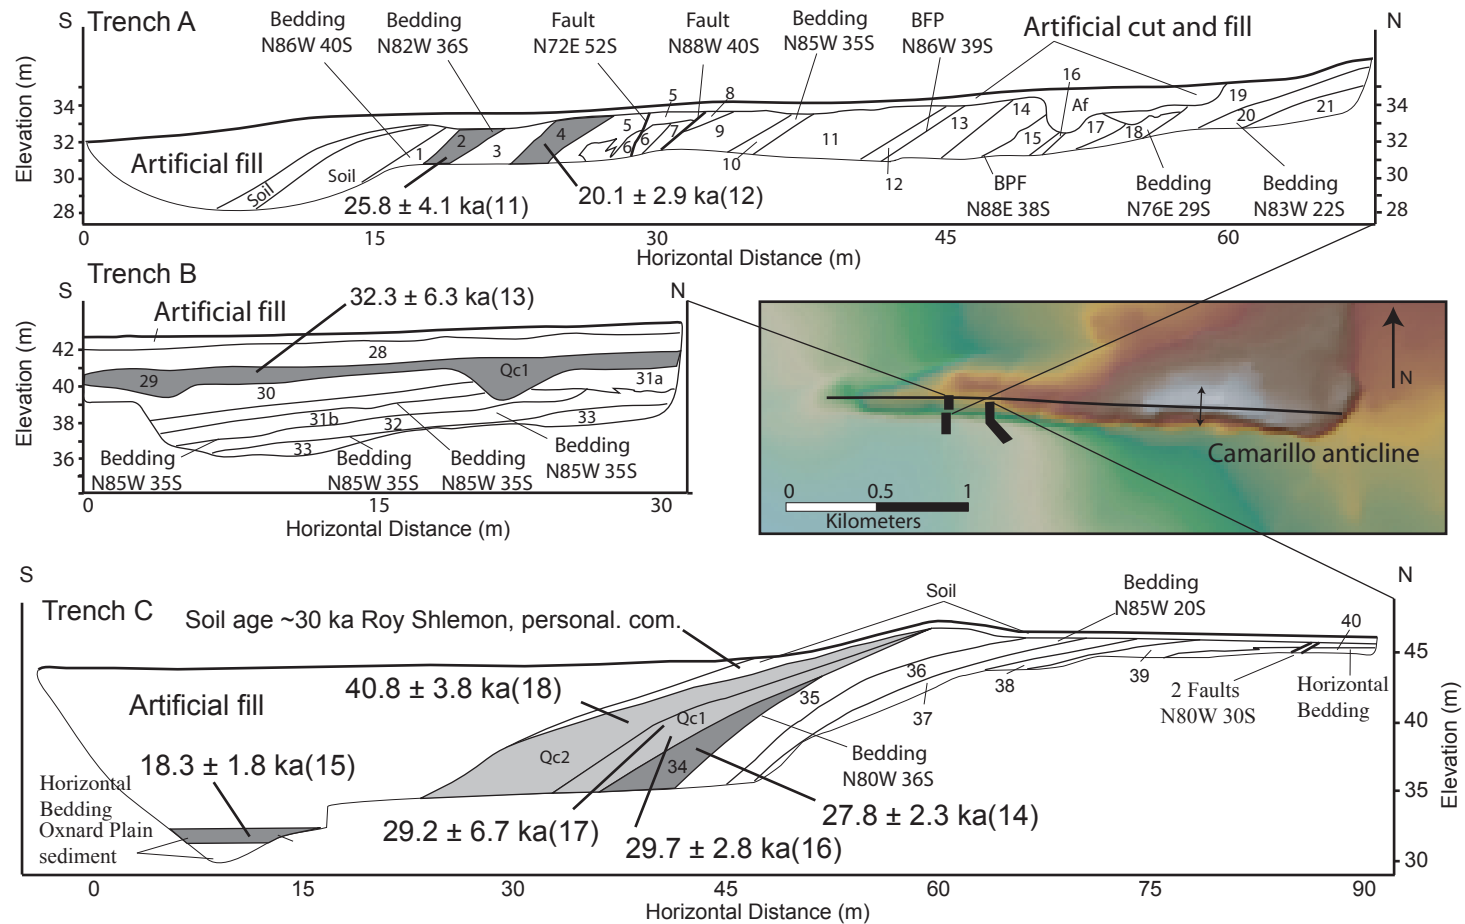 S
Trench A
Bedding
N86W 40S
Bedding
N82W 36S
Fault
N72E 52S
Fault
N88W 40S
Bedding
N85W 35S
BFP
N86W 39S
Artificial cut and fill
N
Elevation (m)
34
32
30
28
34
32
30
28
Artificial fill
Soil
Soil
1
2
3
4
5
5
6
6
7
8
9
10
11
12
13
14
15
16
Af
17
18
19
20
21
25.8 ± 4.1 ka(11)
20.1 ± 2.9 ka(12)
BPF
N88E 38S
Bedding
N76E 29S
Bedding
N83W 22S
0
15
30
45
60
Horizontal Distance (m)
Trench B
S
N
Artificial fill
32.3 ± 6.3 ka(13)
Elevation (m)
42
40
38
36
28
29
30
Qc1
31a
31b
32
33
33
Bedding
N85W 35S
Bedding
N85W 35S
Bedding
N85W 35S
Bedding
N85W 35S
0
15
30
Horizontal Distance (m)
N
Camarillo anticline
0
0.5
1
Kilometers
S
N
Trench C
Soil age ~30 ka Roy Shlemon, personal. com.
Soil
Bedding
N85W 20S
40
45
40
35
30
Elevation (m)
Artificial fill
40.8 ± 3.8 ka(18)
Qc1
Qc2
34
35
36
37
38
39
2 Faults
N80W 30S
Horizontal
Bedding
Bedding
N80W 36S
18.3 ± 1.8 ka(15)
Horizontal
Bedding
Oxnard Plain
sediment
29.2 ± 6.7 ka(17)
29.7 ± 2.8 ka(16)
27.8 ± 2.3 ka(14)
0
15
30
45
60
75
90
Horizontal Distance (m)